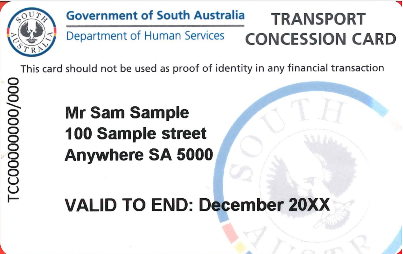 Government of South Australia
Department of Human Services
TRANSPORT
CONCESSION CARD
SOUTH
AUSTRALIA
This card should not be used as proof of identity in any financial transaction
TCC00000000/000
Mr Sam Sample
100 Sample street
Anywhere SA 5000
VALID TO END: December 20XX
SOUTH
AUSTR